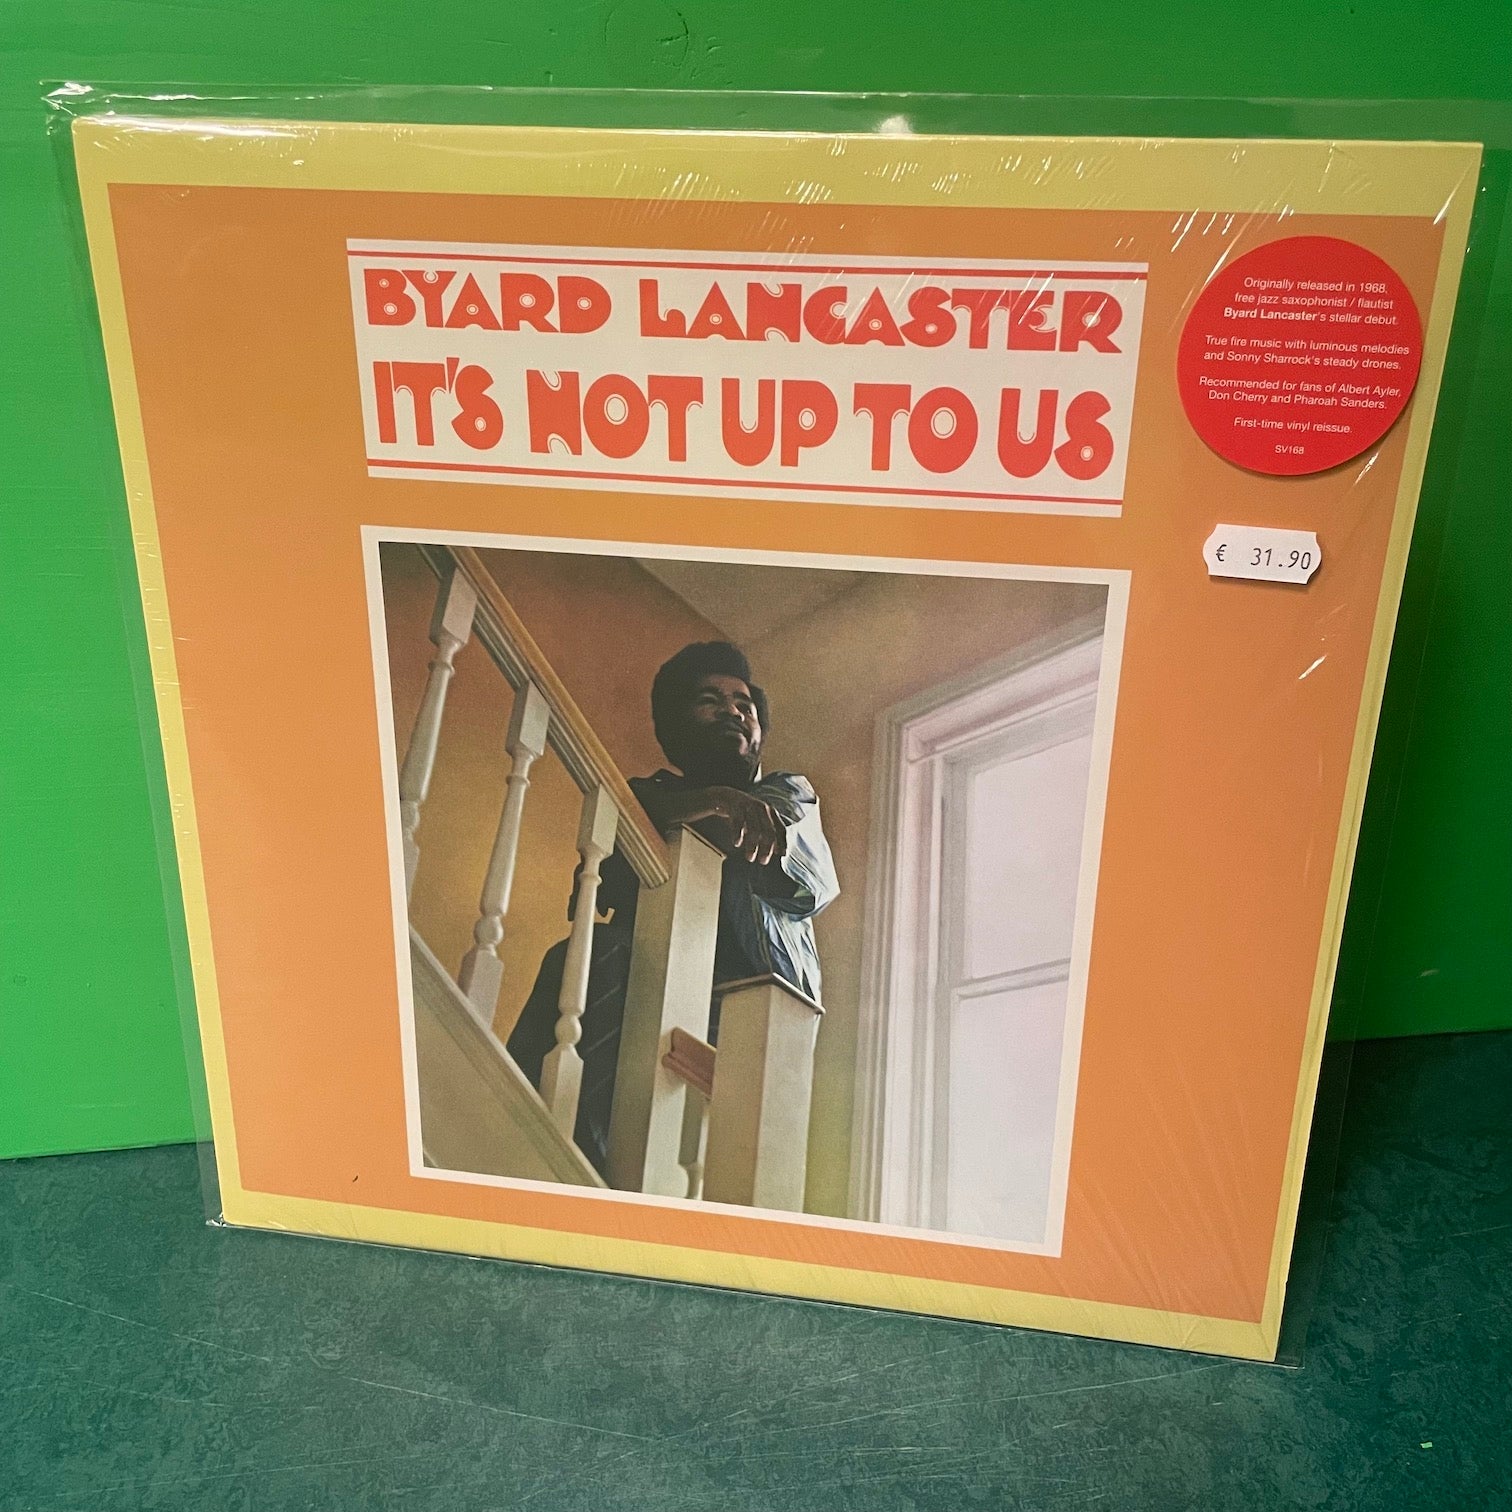 BYARD LANCASTER
IT'S NOT UP TO US
Originally released in 1968,
free jazz saxophonist / flautist
Byard Lancaster's stellar debut.
True fire music with luminous melodies
and Sonny Sharrock's steady drones.
Recommended for fans of Albert Ayler,
Don Cherry and Pharoah Sanders.
First-time vinyl reissue.
SV168
€ 31.90